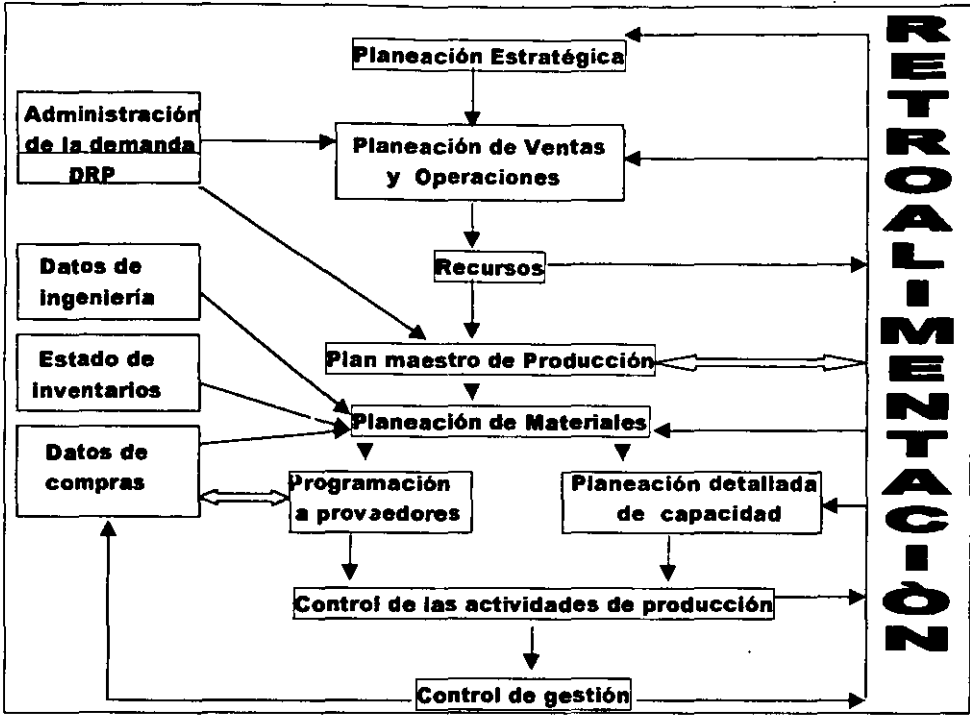 Planeación Estratégica
Administración
de la demanda
DRP
Planeación de Ventas
y Operaciones
Recursos
Datos de
ingeniería
Estado de
inventarios
Plan maestro de Producción
Planeación de Materiales
Datos de
compras
Programación
a provaedores
Planeación detallada
de capacidad
Control de las actividades de producción
Control de gestión
RETROALIMENTACIÓN